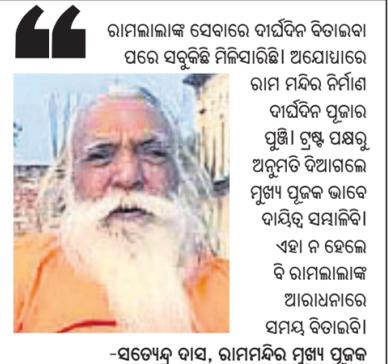 ରାମଲାଲାଙ୍କ ସେବାରେ ଦୀର୍ଘଦିନ ବିତାଇବା
ପରେ ସବୁକିଛି ମିଳିସାରିଛି। ଅଯୋଧ୍ୟାରେ
ରାମ ମନ୍ଦିର ନିର୍ମାଣ
ଦୀର୍ଘଦିନ ପୂଜାର
ପୁଞ୍ଜି। ଟ୍ରଷ୍ଟ ପକ୍ଷରୁ
ଅନୁମତି ଦିଆଗଲେ
ମୁଖ୍ୟ ପୂଜକ ଭାବେ
ଦାୟିତ୍ୱ ସମ୍ଭାଳିବି।
ଏହା ନ ହେଲେ
ବି ରାମଲାଲାଙ୍କ
ଆରାଧନାରେ
ସମୟ ବିତାଇବି।
-ସତ୍ୟେନ୍ଦ୍ର ଦାସ, ରାମମନ୍ଦିର ମୁଖ୍ୟ ପୂଜକ